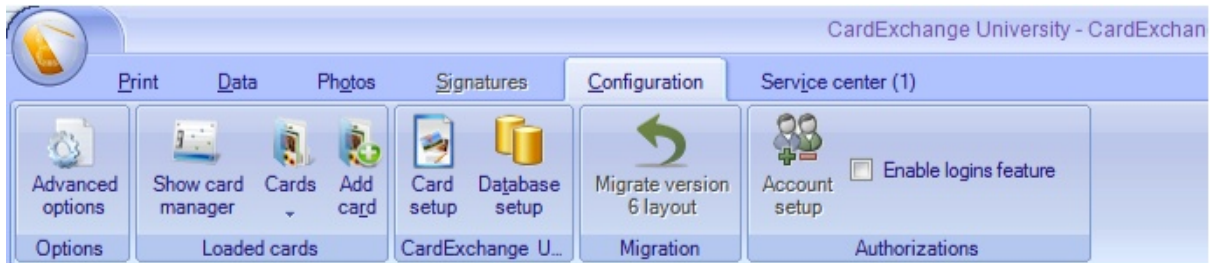 CardExchange University - CardExchan
Print Data Photos Signatures Configuration Service center (1)
Advanced options
Show card manager
Cards
Add card
Card setup
Database setup
Migrate version 6 layout
Account setup
Enable logins feature
Options Loaded cards CardExchange U... Migration Authorizations